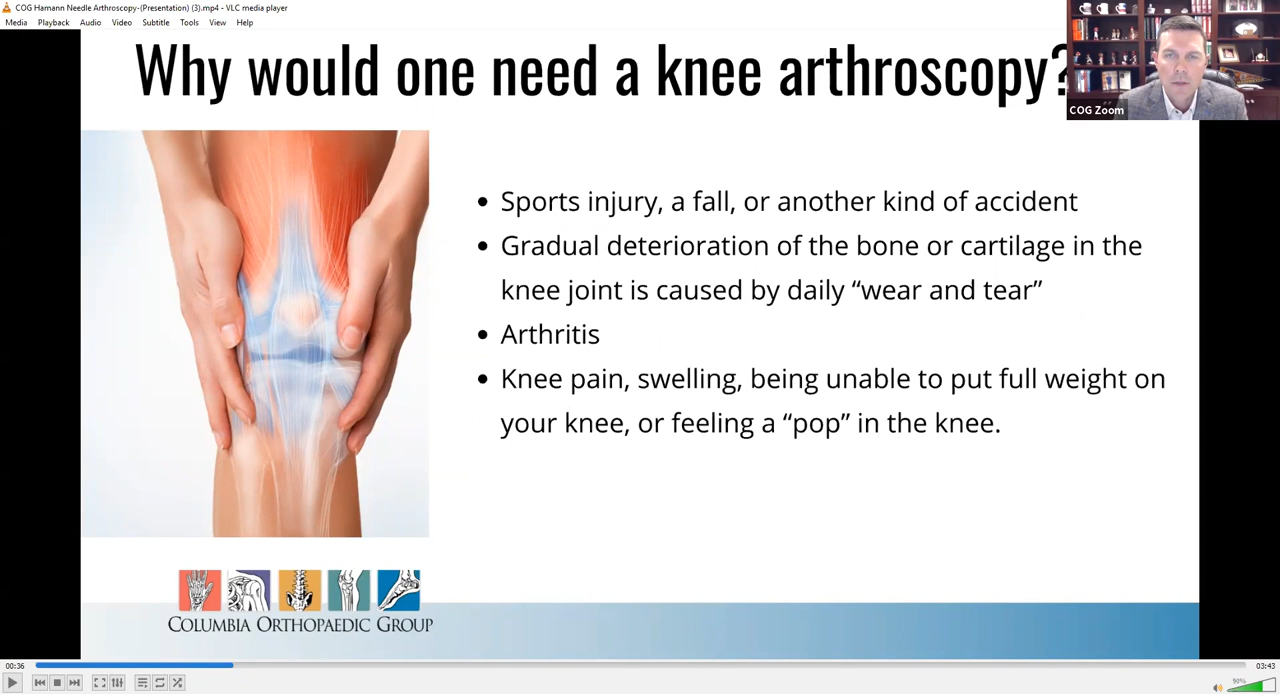 COG Hamann Needle Arthroscopy-(Presentation) (3).mp4 - VLC media player
Media Playback Audio Video Subtitle Tools View Help
Why would one need a knee arthroscopy?
COG Zoom
• Sports injury, a fall, or another kind of accident
• Gradual deterioration of the bone or cartilage in the
knee joint is caused by daily “wear and tear”
• Arthritis
• Knee pain, swelling, being unable to put full weight on
your knee, or feeling a “pop” in the knee.
COLUMBIA ORTHOPAEDIC GROUP
00:36
03:43
90%